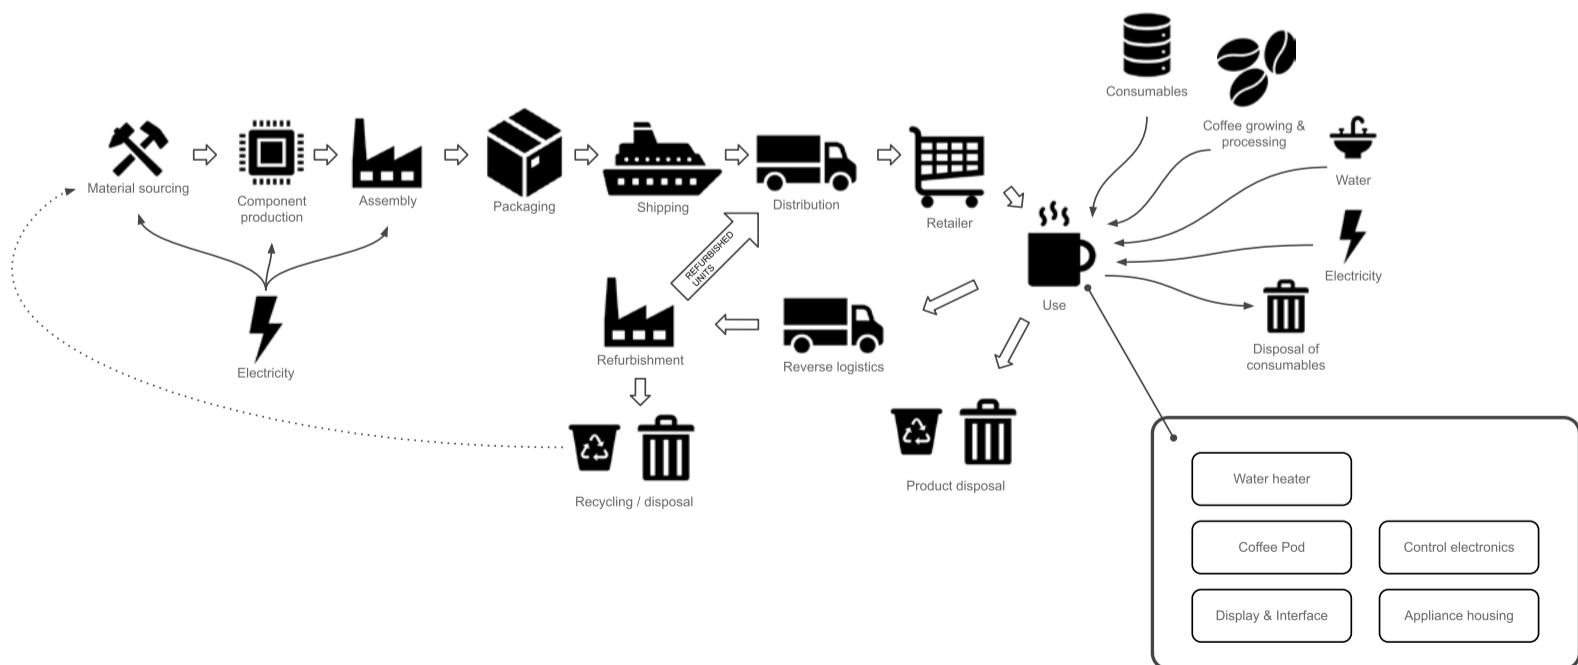 Consumables
Coffee growing &
processing
Water
Material sourcing
Component
production
Assembly
Packaging
Shipping
Distribution
Retailer
REFURBISHED
UNITS
Electricity
Use
Electricity
Refurbishment
Reverse logistics
Disposal of
consumables
Recycling / disposal
Product disposal
Water heater
Coffee Pod
Control electronics
Display & Interface
Appliance housing